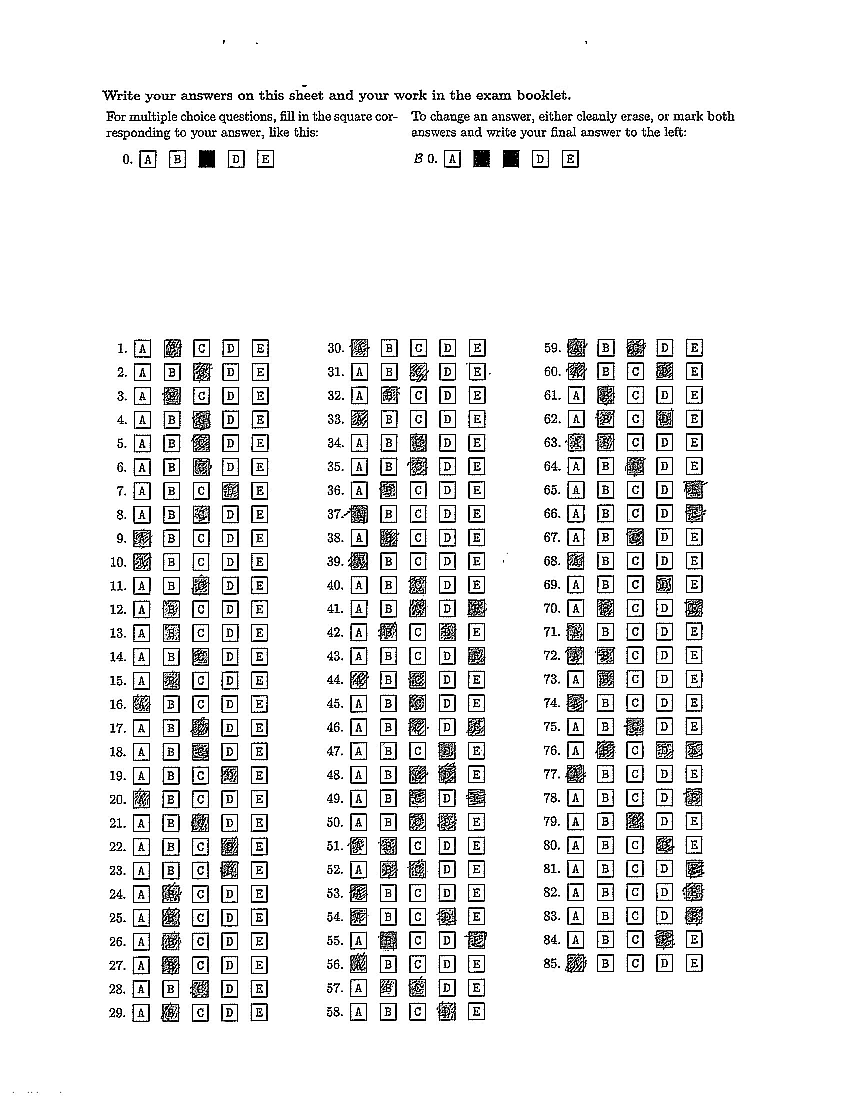 Write your answers on this sheet and your work in the exam booklet.
For multiple choice questions, fill in the square cor-
responding to your answer, like this:
0. A B D E
To change an answer, either cleanly erase, or mark both
answers and write your final answer to the left:
B 0. A D E
1. A C D E
2. A B D E
3. A C D E
4. A B D E
5. A B D E
6. A B D E
7. A B C E
8. A B D E
9. B C D E
10. B C D E
11. A B D E
12. A C D E
13. A C D E
14. A B D E
15. A C D E
16. B C D E
17. A B D E
18. A B D E
19. A B C E
20. B C D E
21. A B D E
22. A B C E
23. A B C E
24. A C D E
25. A C D E
26. A C D E
27. A C D E
28. A B D E
29. A C D E
30. B C D E
31. A B D E
32. A C D E
33. B C D E
34. A B D E
35. A B D E
36. A C D E
37. B C D E
38. A C D E
39. B C D E
40. A B D E
41. A B D
42. A C E
43. A B C D
44. B D E
45. A B D E
46. A B D
47. A B C E
48. A B E
49. A B D
50. A B E
51. C D E
52. A D E
53. B C D E
54. B C E
55. A C D
56. B C D E
57. A D E
58. A B C E
59. B D E
60. B C E
61. A C D E
62. A C E
63. C D E
64. A B D E
65. A B C D
66. A B C D
67. A B D E
68. B C D E
69. A B C E
70. A C D
71. B C D E
72. C D E
73. A C D E
74. B C D E
75. A B D E
76. A C
77. B C D E
78. A B C D
79. A B D E
80. A B C E
81. A B C D
82. A B C D
83. A B C D
84. A B C E
85. B C D E